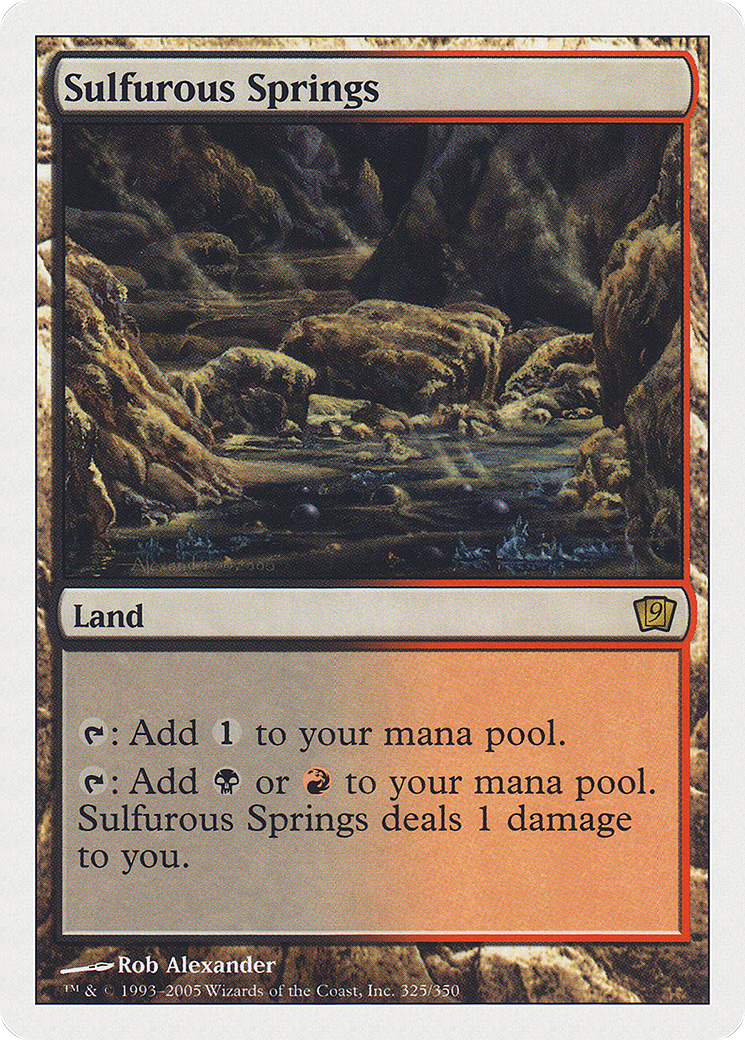 Sulfurous Springs
Land
9
: Add 1 to your mana pool.
: Add or to your mana pool.
Sulfurous Springs deals 1 damage
to you.
Rob Alexander
™ & © 1993–2005 Wizards of the Coast, Inc. 325/350